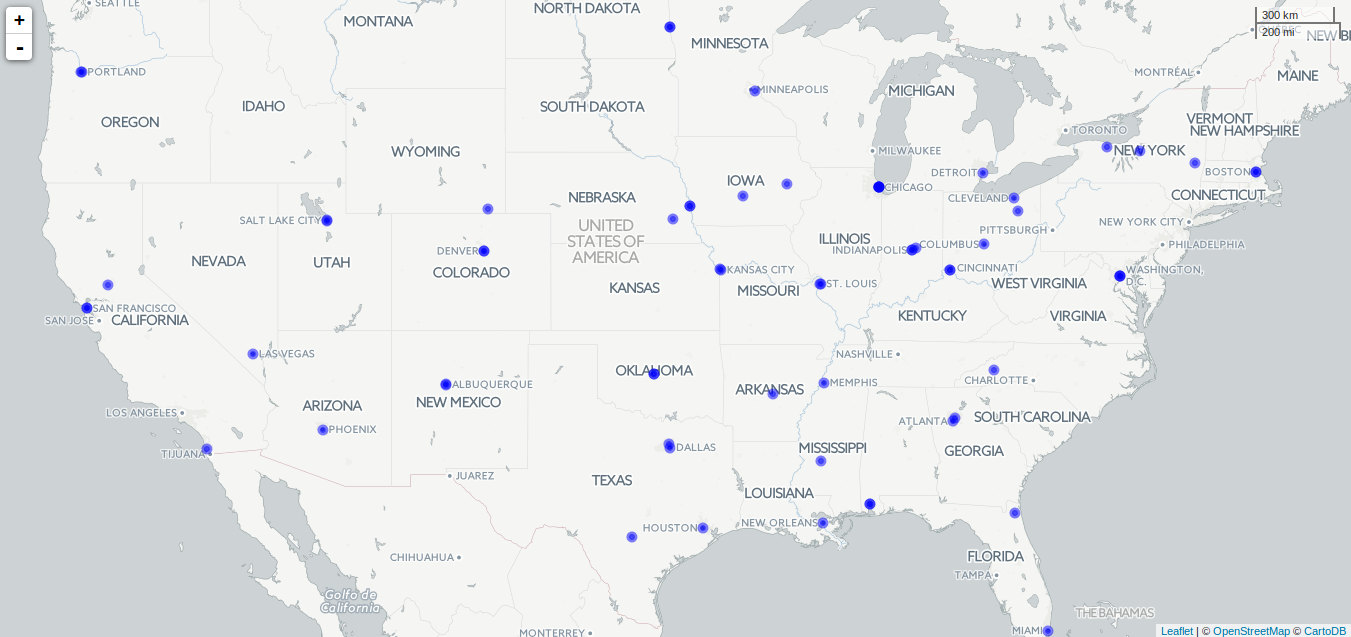 +
-
SEATTLE
MONTANA
NORTH DAKOTA
MINNESOTA
300 km
200 mi
NEW B
PORTLAND
IDAHO
OREGON
SOUTH DAKOTA
MINNEAPOLIS
MICHIGAN
MONTRÉAL
MAINE
VERMONT
NEW HAMPSHIRE
TORONTO
WYOMING
MILWAUKEE
NEW YORK
IOWA
DETROIT
BOSTON
CHICAGO
NEBRASKA
CLEVELAND
CONNECTICUT
SALT LAKE CITY
UNITED
STATES OF
AMERICA
NEW YORK CITY
PITTSBURGH
ILLINOIS
INDIANAPOLIS
COLUMBUS
PHILADELPHIA
DENVER
NEVADA
UTAH
COLORADO
KANSAS CITY
CINCINNATI
WASHINGTON,
D.C.
KANSAS
MISSOURI
ST. LOUIS
WEST VIRGINIA
SAN FRANCISCO
SAN JOSE
CALIFORNIA
KENTUCKY
VIRGINIA
LAS VEGAS
NASHVILLE
OKLAHOMA
ALBUQUERQUE
ARKANSAS
MEMPHIS
CHARLOTTE
ARIZONA
NEW MEXICO
LOS ANGELES
PHOENIX
ATLANTA
SOUTH CAROLINA
TIJUANA
DALLAS
MISSISSIPPI
GEORGIA
JUAREZ
TEXAS
LOUISIANA
HOUSTON
NEW ORLEANS
CHIHUAHUA
FLORIDA
TAMPA
Golfo de
California
THE BAHAMAS
MONTERREY
MIAMI
Leaflet | © OpenStreetMap © CartoDB